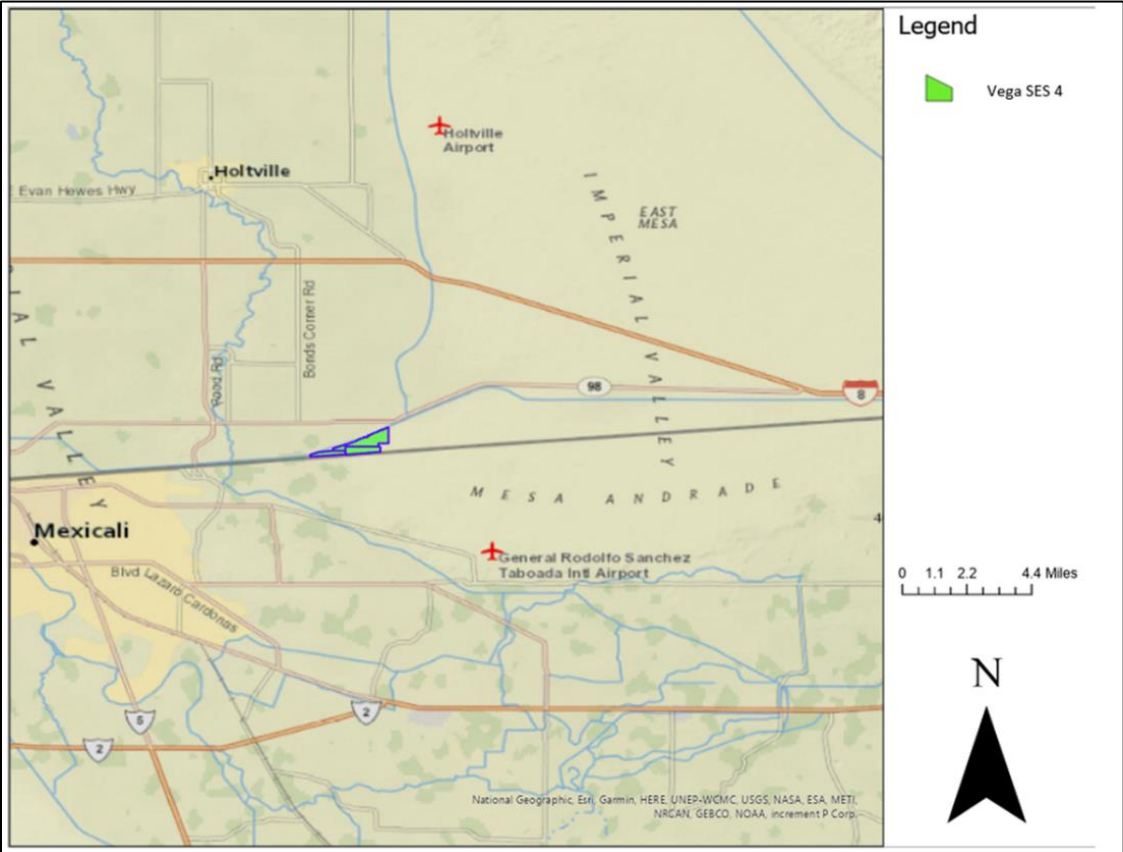 Legend
Vega SES 4
Holtville
Airport
Holtville
Evan Hewes Hwy
IMPERIAL VALLEY
EAST
MESA
Bonds Corner Rd
IAL VALLEY
98
8
MESA ANDRADE
Mexicali
General Rodolfo Sanchez
Taboada Intl Airport
Blvd Lazaro Cardonas
0 1.1 2.2 4.4 Miles
N
5
2
2
4
National Geographic, Esri, Garmin, HERE, UNEP-WCMC, USGS, NASA, ESA, METI,
NRCAN, GEBCO, NOAA, increment P Corp.